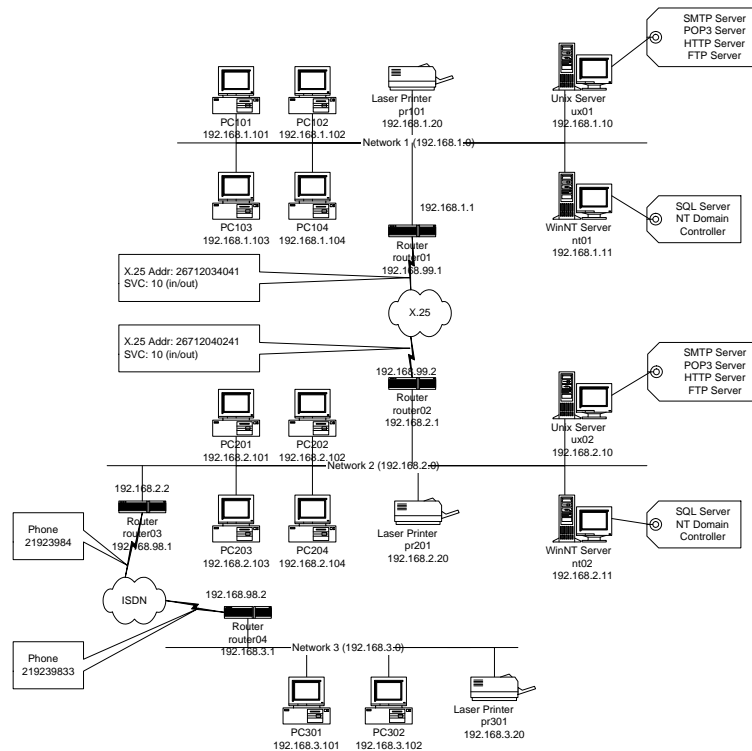 SMTP Server
POP3 Server
HTTP Server
FTP Server
PC101
192.168.1.101
PC102
192.168.1.102
Laser Printer
pr101
192.168.1.20
Unix Server
ux01
192.168.1.10
Network 1 (192.168.1.0)
PC103
192.168.1.103
PC104
192.168.1.104
192.168.1.1
Router
router01
192.168.99.1
WinNT Server
nt01
192.168.1.11
SQL Server
NT Domain
Controller
X.25 Addr: 26712034041
SVC: 10 (in/out)
X.25
X.25 Addr: 26712040241
SVC: 10 (in/out)
192.168.99.2
Router
router02
192.168.2.1
SMTP Server
POP3 Server
HTTP Server
FTP Server
PC201
192.168.2.101
PC202
192.168.2.102
Unix Server
ux02
192.168.2.10
Network 2 (192.168.2.0)
192.168.2.2
Router
router03
192.168.98.1
PC203
192.168.2.103
PC204
192.168.2.104
Laser Printer
pr201
192.168.2.20
WinNT Server
nt02
192.168.2.11
SQL Server
NT Domain
Controller
Phone
21923984
ISDN
192.168.98.2
Router
router04
192.168.3.1
Phone
219239833
Network 3 (192.168.3.0)
PC301
192.168.3.101
PC302
192.168.3.102
Laser Printer
pr301
192.168.3.20